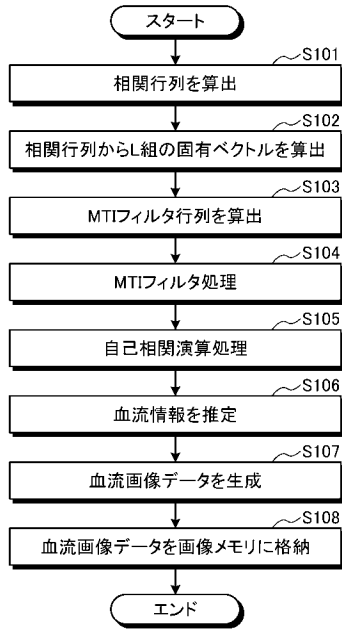 スタート
S101
相関行列を算出
S102
相関行列からL組の固有ベクトルを算出
S103
MTIフィルタ行列を算出
S104
MTIフィルタ処理
S105
自己相関演算処理
S106
血流情報を推定
S107
血流画像データを生成
S108
血流画像データを画像メモリに格納
エンド